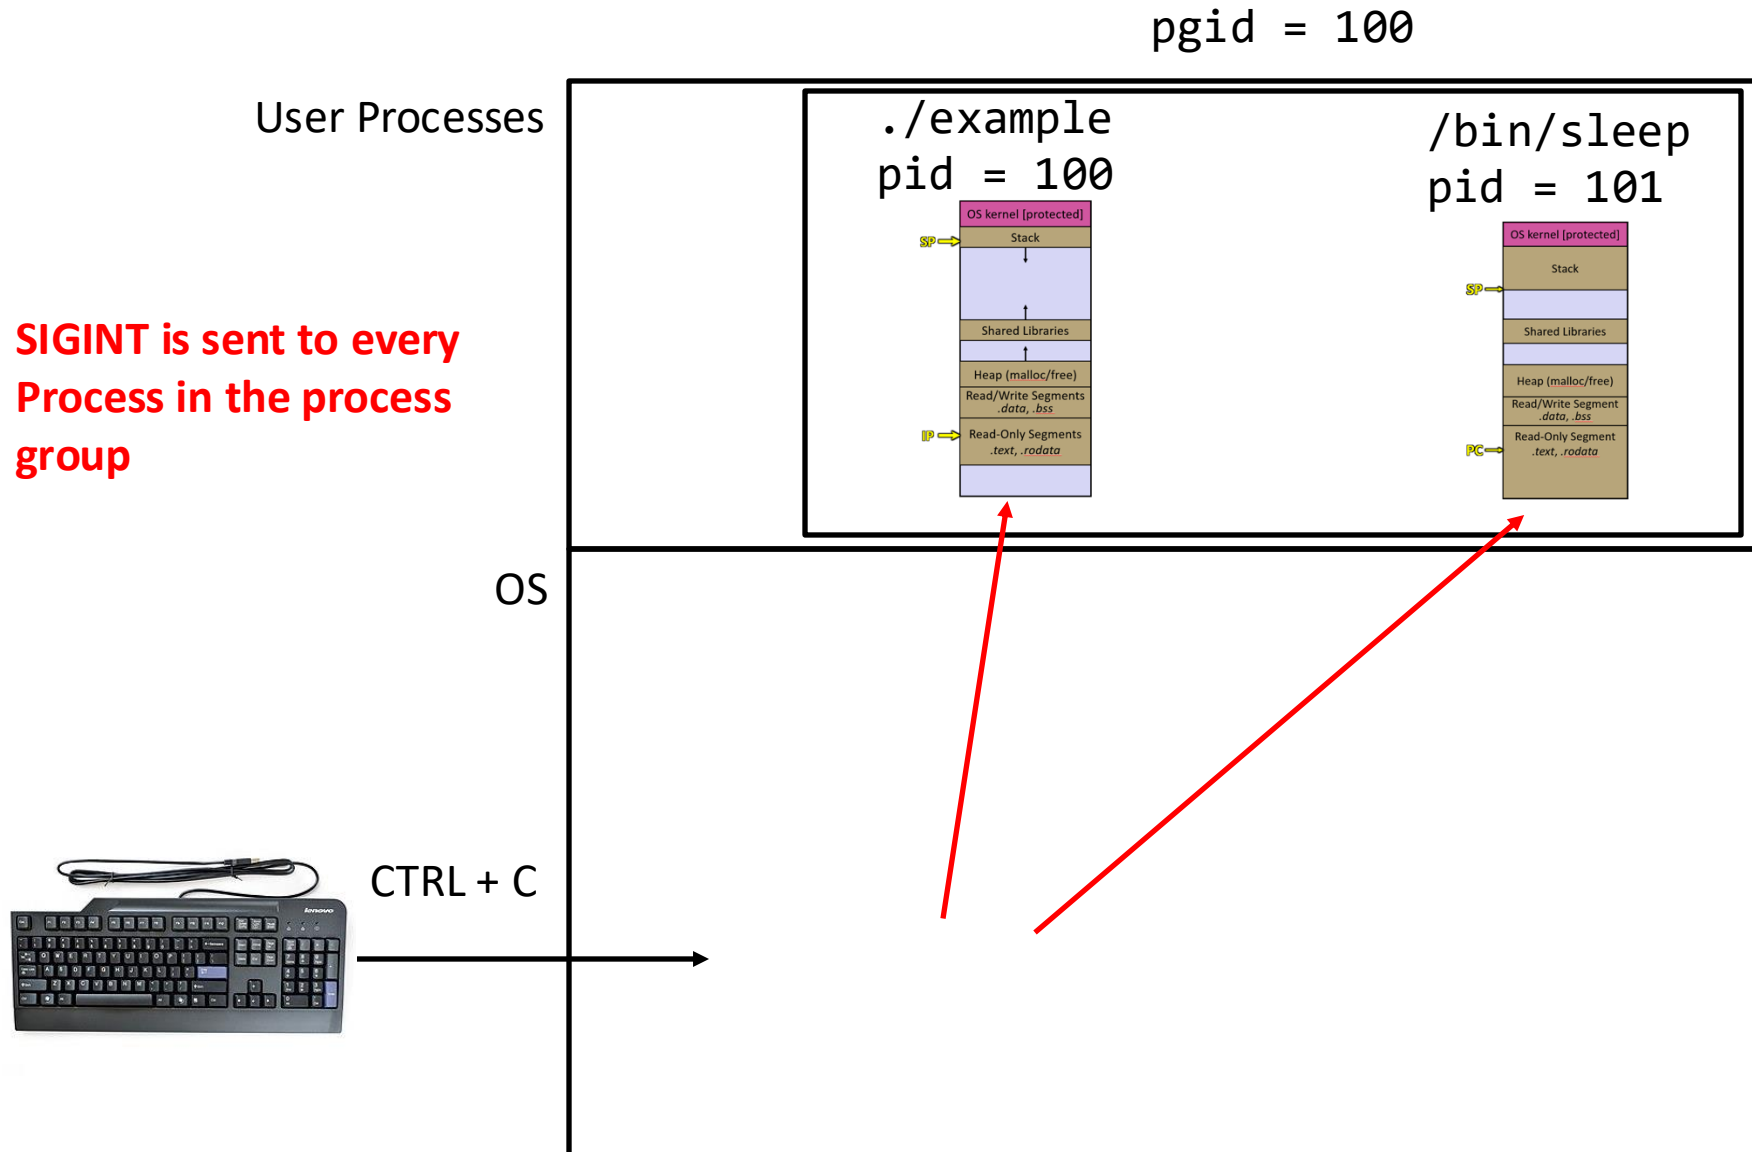 pgid = 100
User Processes
./example
pid = 100
/bin/sleep
pid = 101
OS kernel [protected]
SP
Stack
Shared Libraries
Heap (malloc/free)
Read/Write Segments
.data, .bss
IP
Read-Only Segments
.text, .rodata
OS kernel [protected]
Stack
SP
Shared Libraries
Heap (malloc/free)
Read/Write Segment
.data, .bss
PC
Read-Only Segment
.text, .rodata
SIGINT is sent to every
Process in the process
group
OS
CTRL + C
lenovo